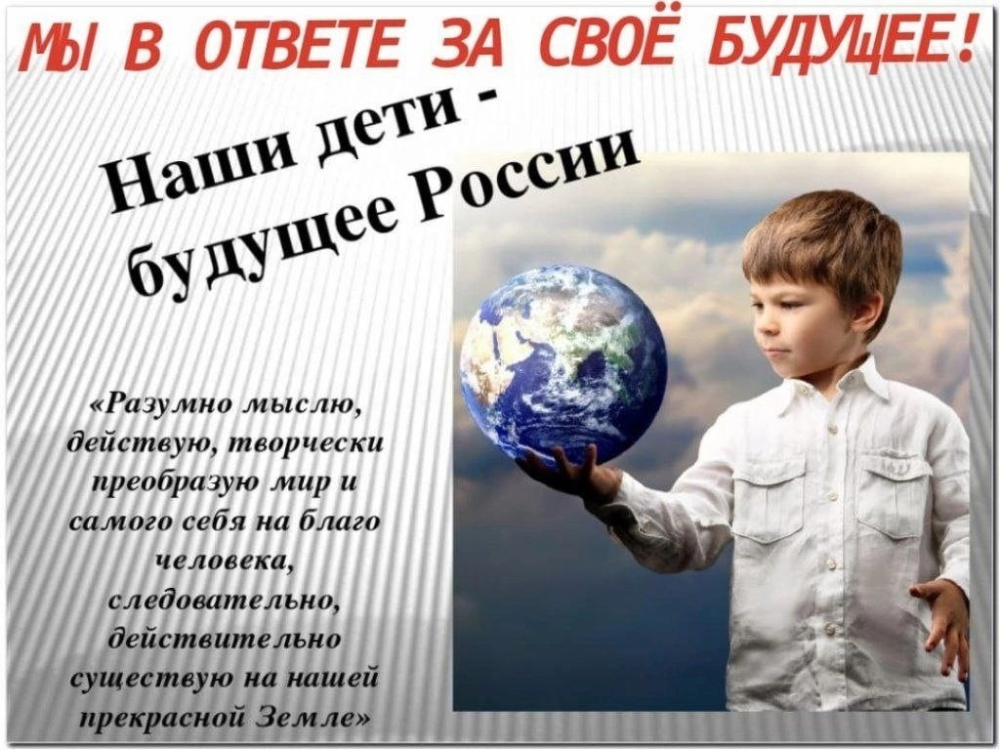 МЫ В ОТВЕТЕ ЗА СВОЁ БУДУЩЕЕ!
Наши дети -
будущее России
«Разумно мыслю,
действую, творчески
преобразую мир и
самого себя на благо
человека,
следовательно,
действительно
существую на нашей
прекрасной Земле»